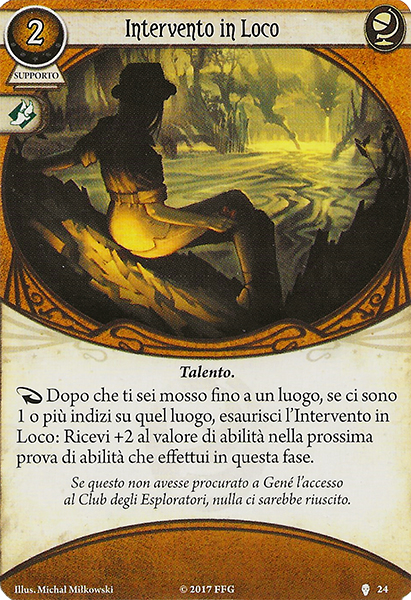 Intervento in Loco
2
SUPPORTO
Talento.
Dopo che ti sei mosso fino a un luogo, se ci sono
1 o più indizi su quel luogo, esaurisci l'Intervento in
Loco: Ricevi +2 al valore di abilità nella prossima
prova di abilità che effettui in questa fase.
Se questo non avesse procurato a Gené l'accesso
al Club degli Esploratori, nulla ci sarebbe riuscito.
Illus. Michał Miłkowski
© 2017 FFG
24